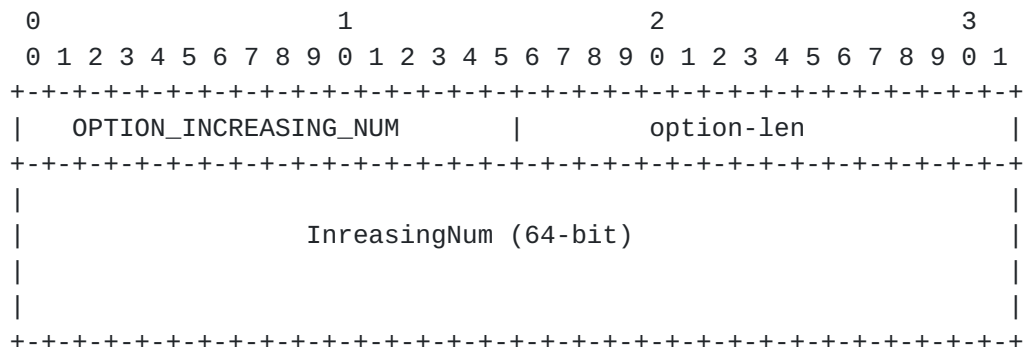 0                   1                   2                   3
 0 1 2 3 4 5 6 7 8 9 0 1 2 3 4 5 6 7 8 9 0 1 2 3 4 5 6 7 8 9 0 1
+-+-+-+-+-+-+-+-+-+-+-+-+-+-+-+-+-+-+-+-+-+-+-+-+-+-+-+-+-+-+-+-+
|   OPTION_INCREASING_NUM       |        option-len             |
+-+-+-+-+-+-+-+-+-+-+-+-+-+-+-+-+-+-+-+-+-+-+-+-+-+-+-+-+-+-+-+-+
|                                                               |
|                  InreasingNum (64-bit)                        |
|                                                               |
|                                                               |
+-+-+-+-+-+-+-+-+-+-+-+-+-+-+-+-+-+-+-+-+-+-+-+-+-+-+-+-+-+-+-+-+